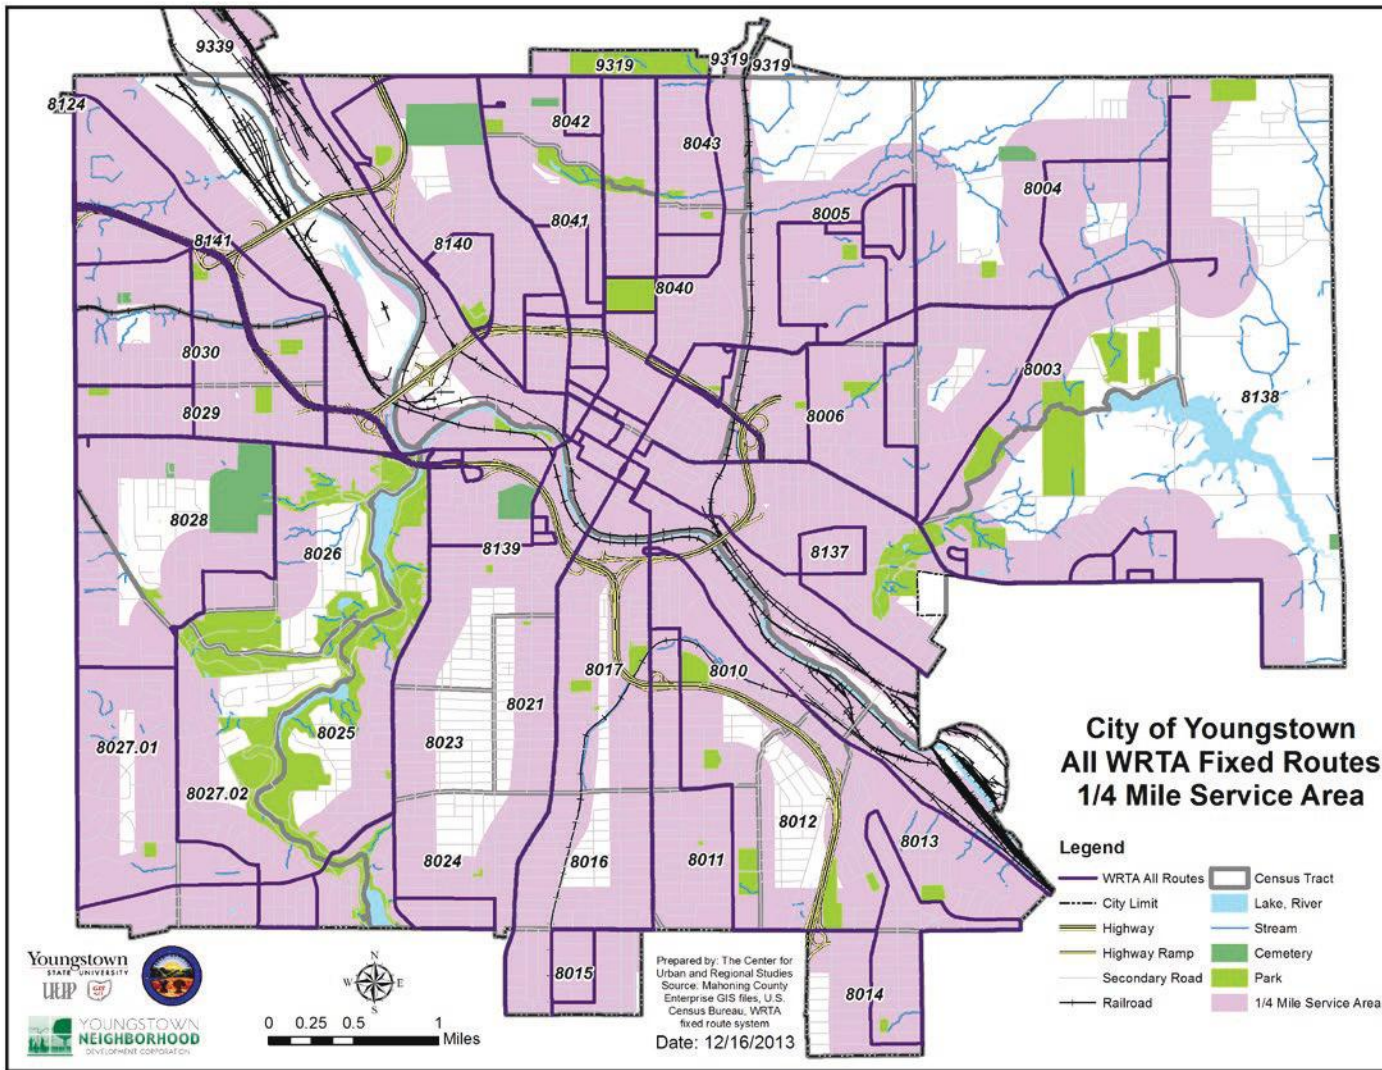 9339
9319
9319
9319
8124
8042
8043
8004
8005
8141
8140
8041
8040
8030
8003
8138
8029
8006
8028
8026
8139
8137
8017
8010
8021
8025
8023
8027.01
8027.02
8012
8013
8024
8016
8011
8015
8014
City of Youngstown
All WRTA Fixed Routes
1/4 Mile Service Area
Legend
WRTA All Routes
City Limit
Highway
Highway Ramp
Secondary Road
Railroad
Census Tract
Lake, River
Stream
Cemetery
Park
1/4 Mile Service Area
Youngstown
STATE UNIVERSITY
YOUNGSTOWN
NEIGHBORHOOD
DEVELOPMENT CORPORATION
N
W E
S
0 0.25 0.5 1
Miles
Prepared by: The Center for
Urban and Regional Studies
Source: Mahoning County
Enterprise GIS files, U.S.
Census Bureau, WRTA
fixed route system
Date: 12/16/2013